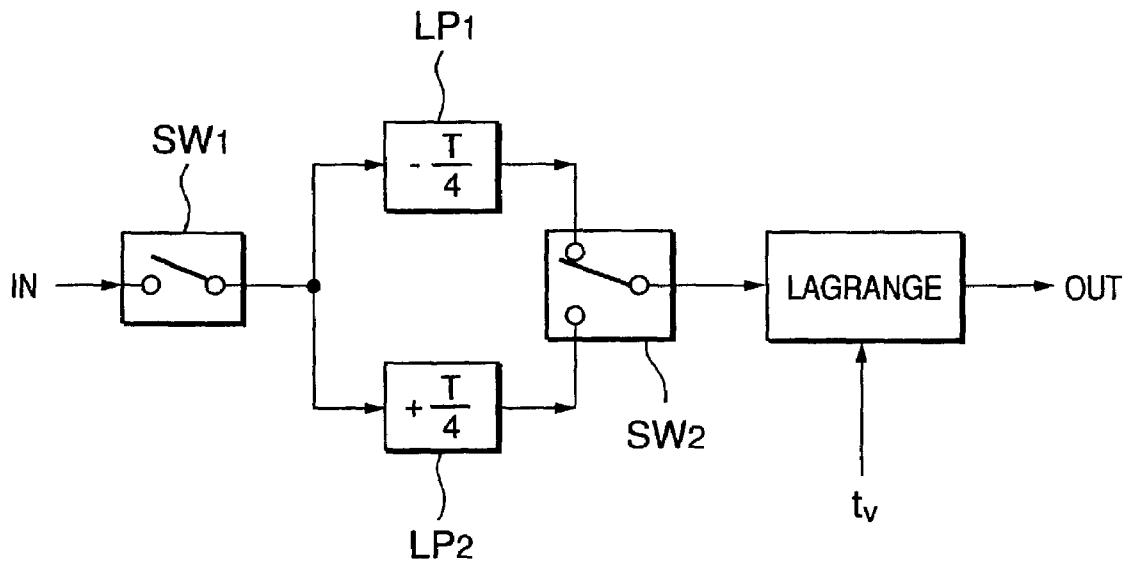 LP1
SW1
- T/4
IN
LAGRANGE
OUT
+ T/4
SW2
tv
LP2